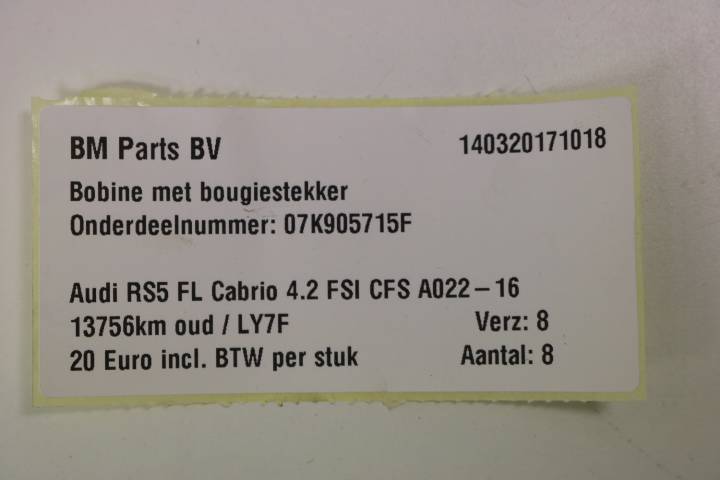 BM Parts BV 140320171018
Bobine met bougiestekker
Onderdeelnummer: 07K905715F
Audi RS5 FL Cabrio 4.2 FSI CFS A022-16
13756km oud / LY7F Verz: 8
20 Euro incl. BTW per stuk Aantal: 8